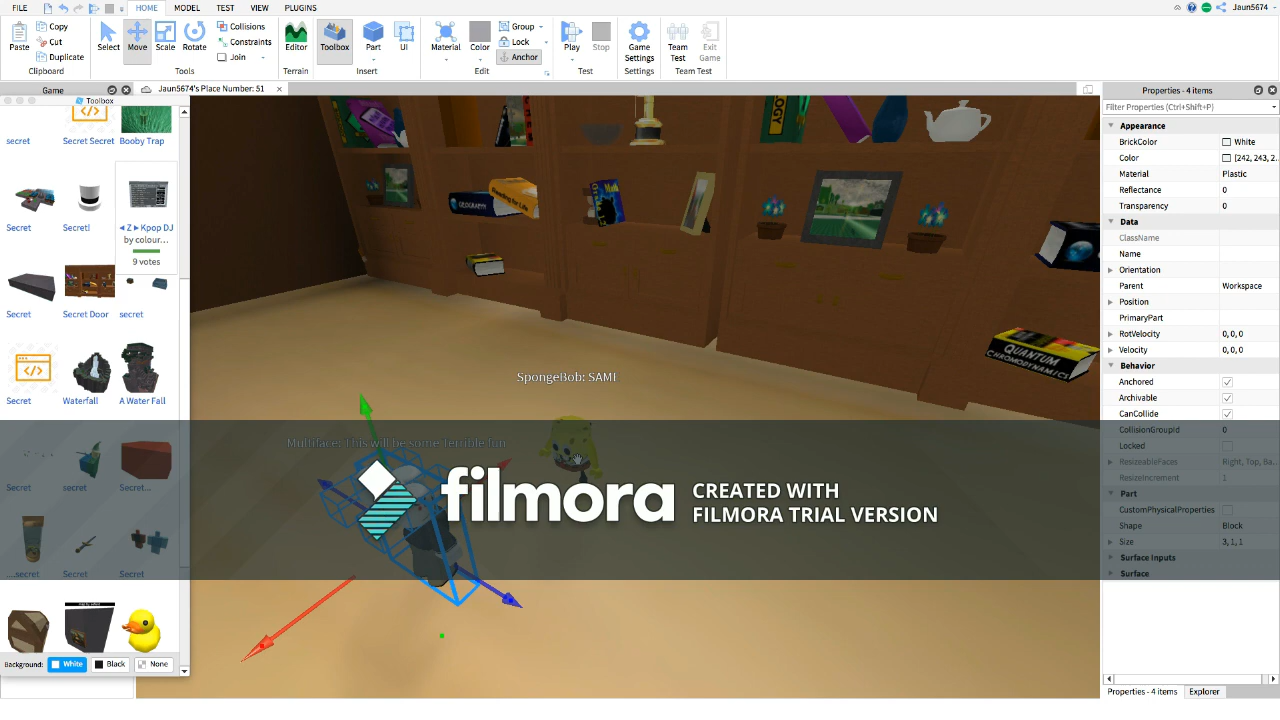 FILE
HOME
MODEL
TEST
VIEW
PLUGINS
Jaun5674
Paste
Copy
Cut
Duplicate
Clipboard
Select
Move
Scale
Rotate
Collisions
Constraints
Join
Tools
Editor
Terrain
Toolbox
Part
UI
Insert
Material
Color
Group
Lock
Anchor
Edit
Play
Stop
Test
Game
Settings
Settings
Team
Test
Exit
Game
Team Test
Game
Jaun5674's Place Number: 51
Toolbox
secret
Secret Secret
Booby Trap
Secret
Secret!
◄ Z ► Kpop DJ
by colour...
9 votes
Secret
Secret Door
secret
Secret
Waterfall
A Water Fall
Secret
secret
Secret...
....secret
Secret
Secret
Background:
White
Black
None
GEOGRAPHY
Reading for Life
QUANTUM
CHROMODYNAMICS
SpongeBob: SAME
Multiface: This will be some Terrible fun
filmora
CREATED WITH
FILMORA TRIAL VERSION
Properties - 4 items
Filter Properties (Ctrl+Shift+P)
Appearance
BrickColor White
Color [242, 243, 2...
Material Plastic
Reflectance 0
Transparency 0
Data
ClassName
Name
Orientation
Parent Workspace
Position
PrimaryPart
RotVelocity 0, 0, 0
Velocity 0, 0, 0
Behavior
Anchored
Archivable
CanCollide
CollisionGroupId 0
Locked
ResizeableFaces Right, Top, Ba...
ResizeIncrement 1
Part
CustomPhysicalProperties
Shape Block
Size 3, 1, 1
Surface Inputs
Surface
Properties - 4 items
Explorer